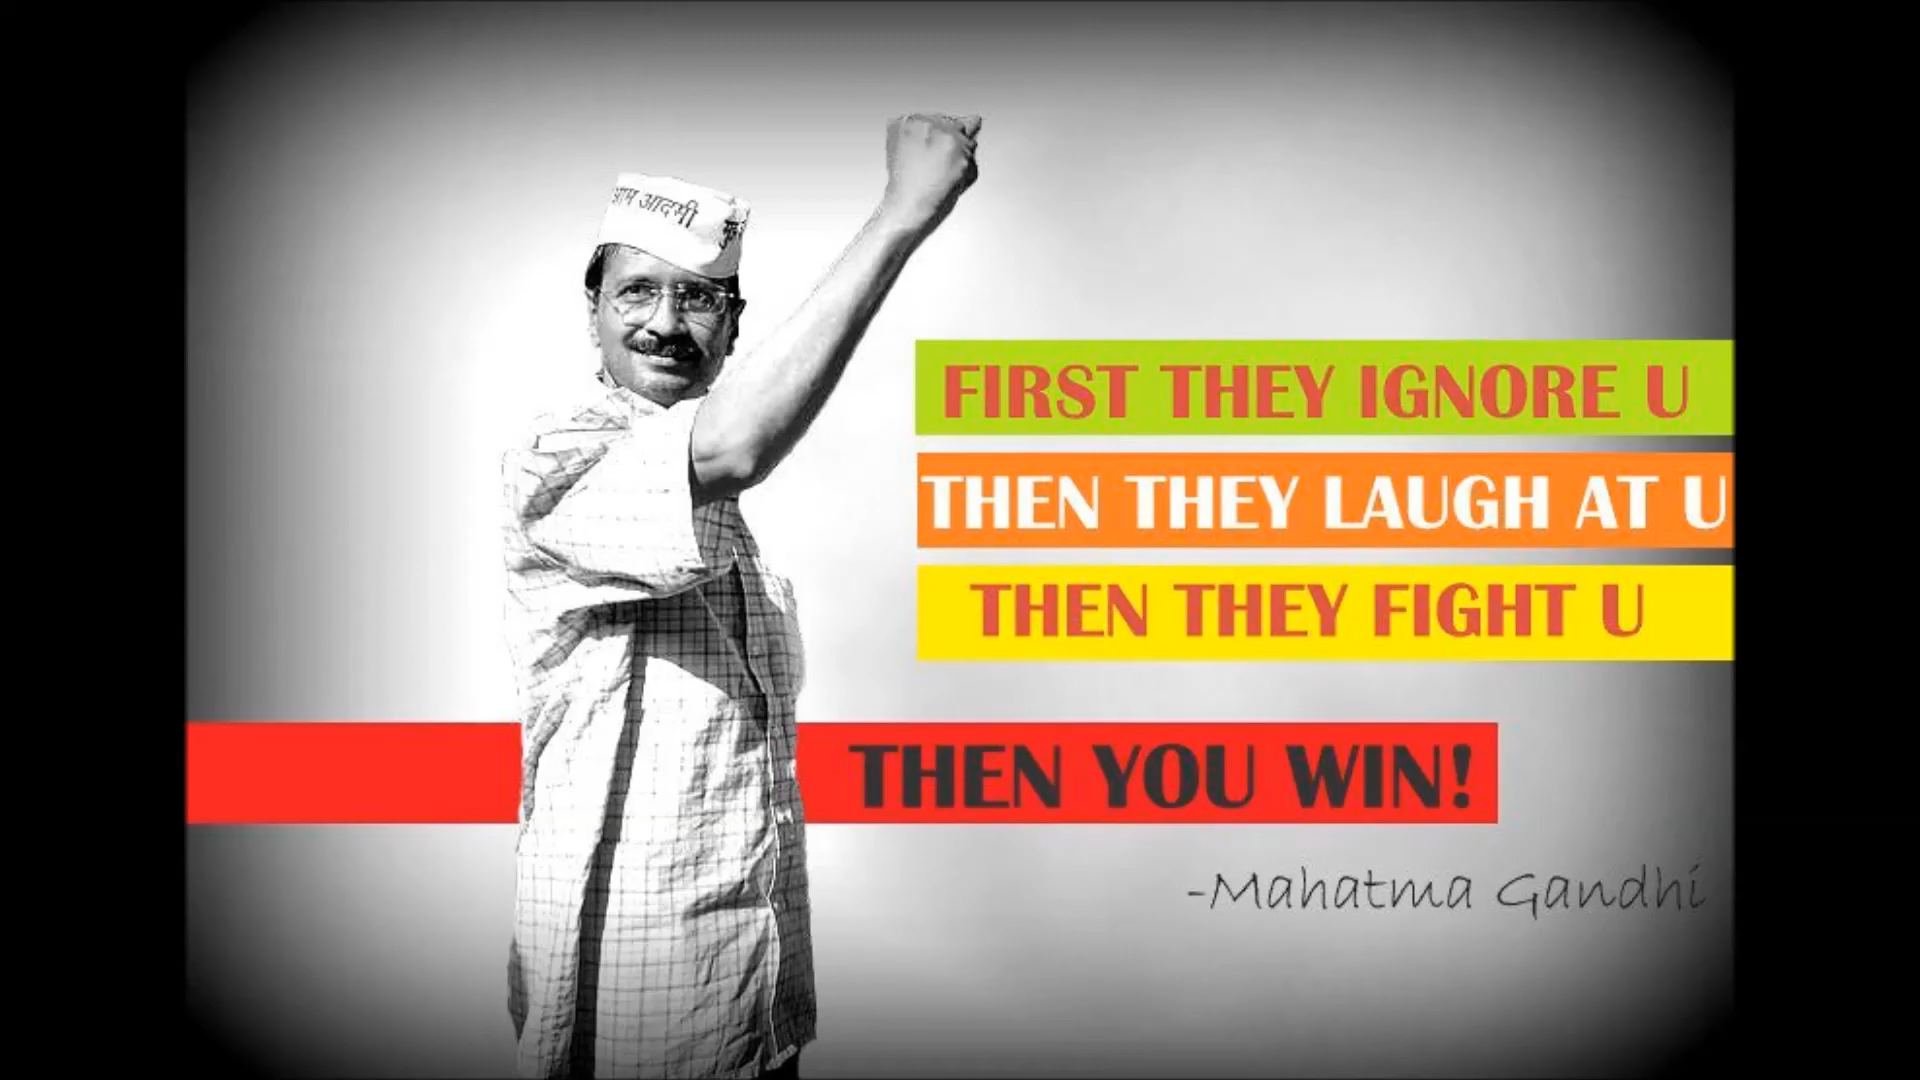 आम आदमी
FIRST THEY IGNORE U
THEN THEY LAUGH AT U
THEN THEY FIGHT U
THEN YOU WIN!
-Mahatma Gandhi